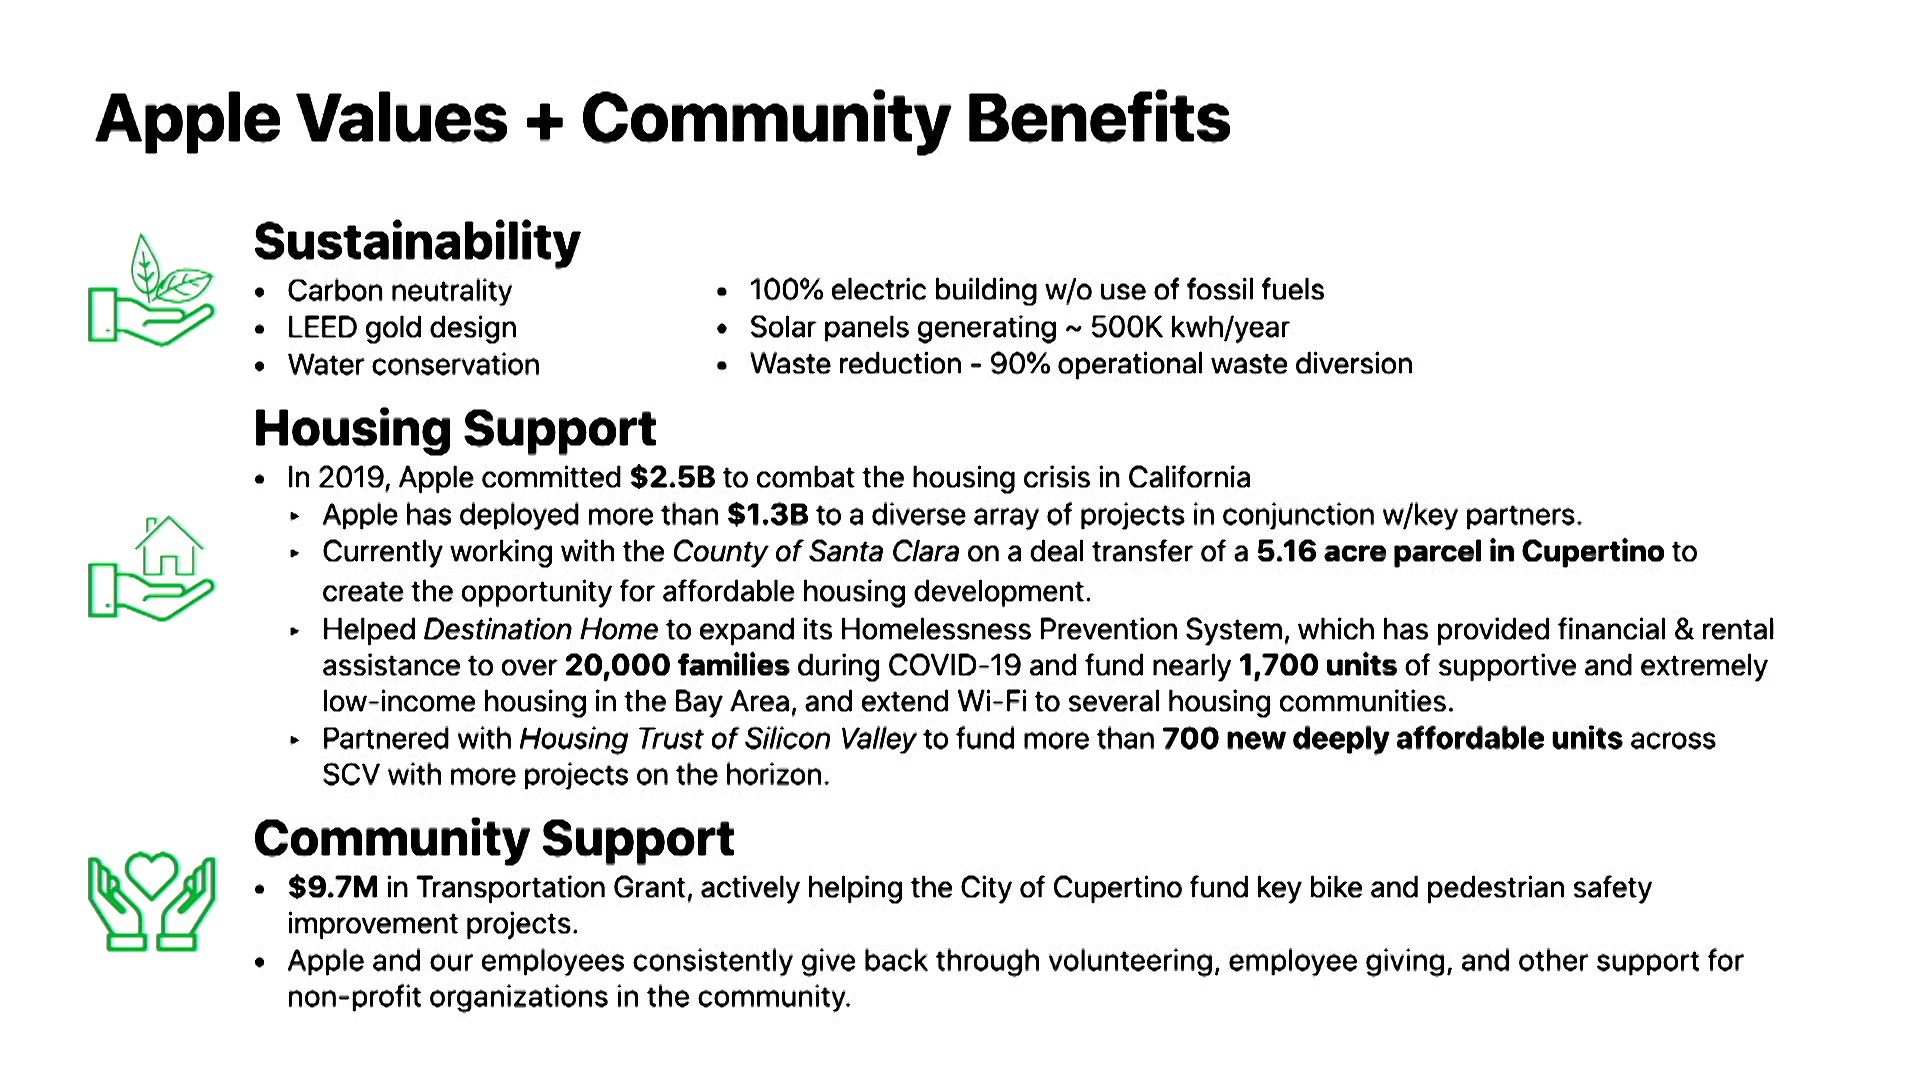 Apple Values + Community Benefits
Sustainability
• Carbon neutrality
• LEED gold design
• Water conservation
• 100% electric building w/o use of fossil fuels
• Solar panels generating ~ 500K kwh/year
• Waste reduction - 90% operational waste diversion
Housing Support
• In 2019, Apple committed $2.5B to combat the housing crisis in California
‣ Apple has deployed more than $1.3B to a diverse array of projects in conjunction w/key partners.
‣ Currently working with the County of Santa Clara on a deal transfer of a 5.16 acre parcel in Cupertino to
create the opportunity for affordable housing development.
‣ Helped Destination Home to expand its Homelessness Prevention System, which has provided financial & rental
assistance to over 20,000 families during COVID-19 and fund nearly 1,700 units of supportive and extremely
low-income housing in the Bay Area, and extend Wi-Fi to several housing communities.
‣ Partnered with Housing Trust of Silicon Valley to fund more than 700 new deeply affordable units across
SCV with more projects on the horizon.
Community Support
• $9.7M in Transportation Grant, actively helping the City of Cupertino fund key bike and pedestrian safety
improvement projects.
• Apple and our employees consistently give back through volunteering, employee giving, and other support for
non-profit organizations in the community.